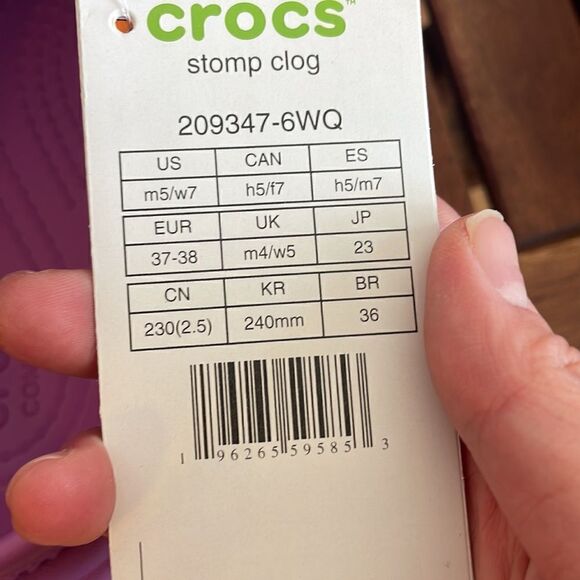 crocs™
stomp clog
209347-6WQ
US CAN ES
m5/w7 h5/f7 h5/m7
EUR UK JP
37-38 m4/w5 23
CN KR BR
230(2.5) 240mm 36
1 96265 59585 3